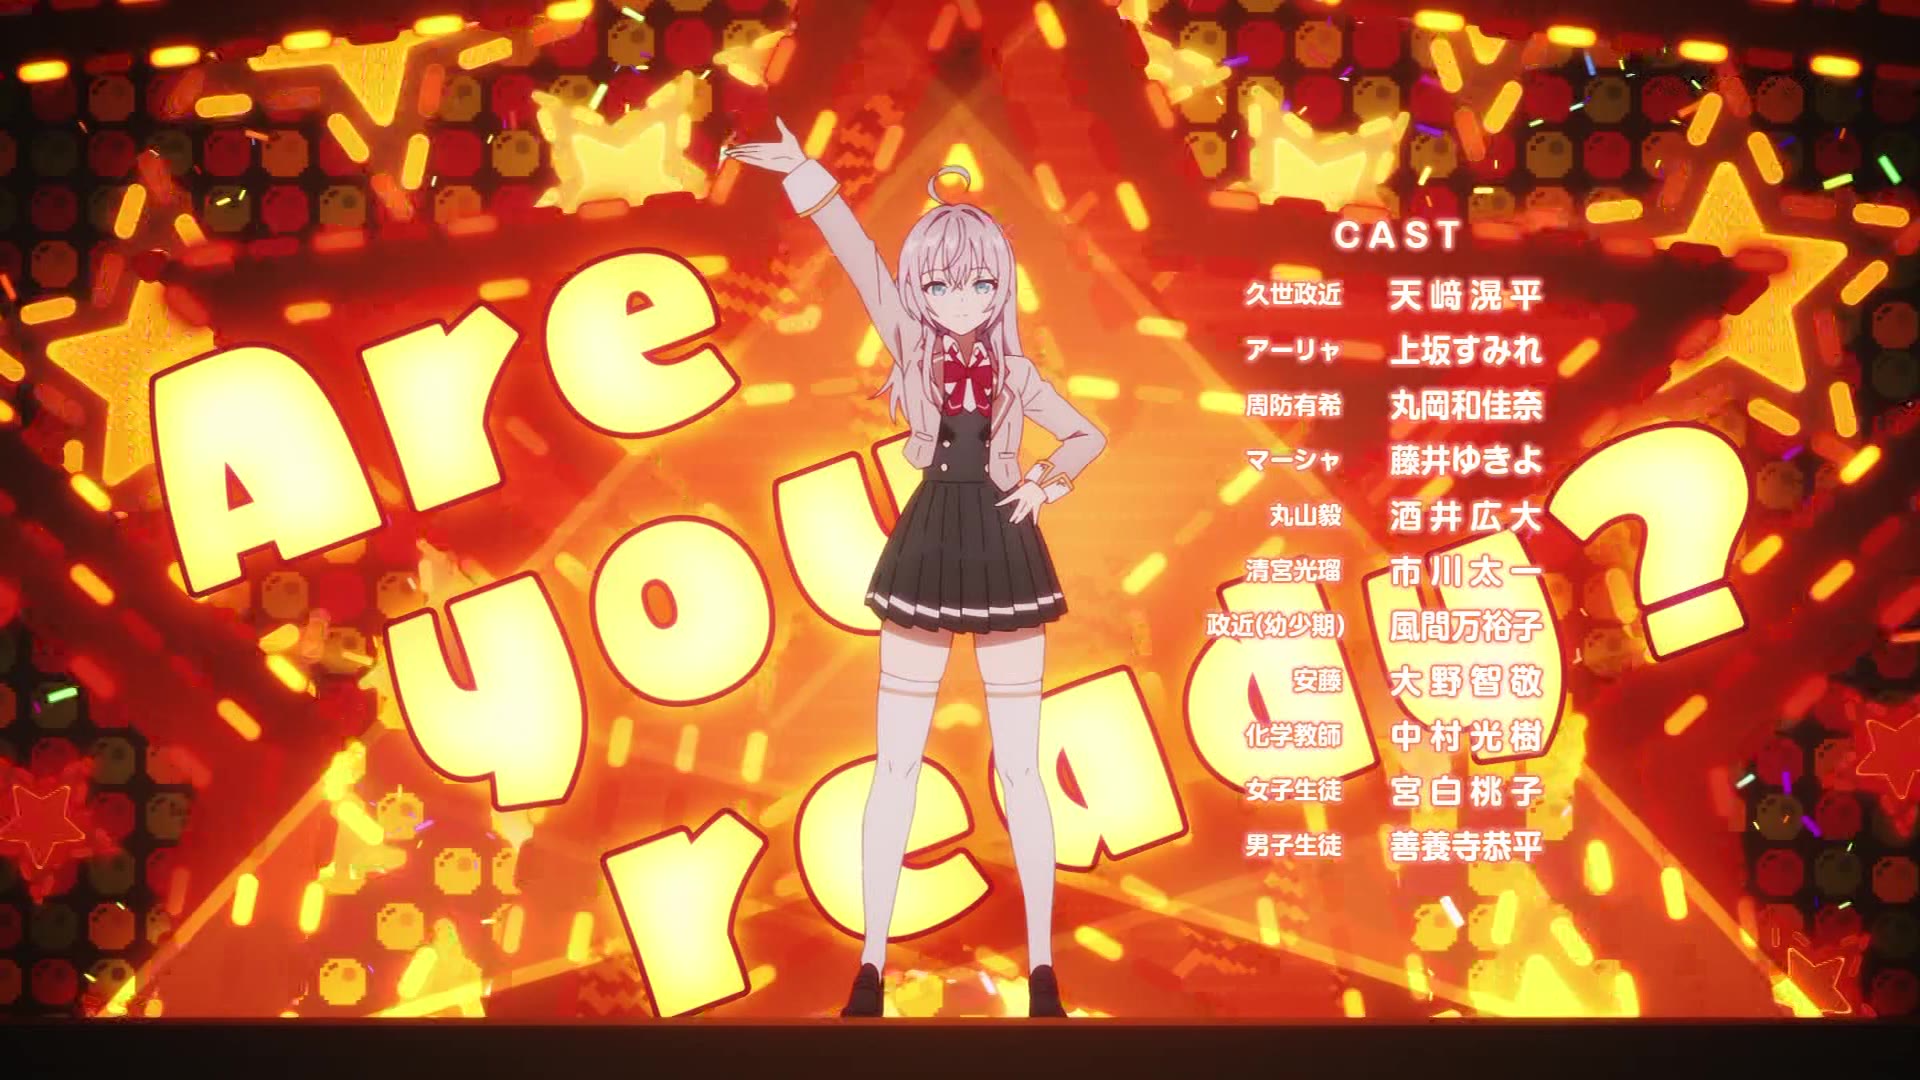 Are
you
ready?
CAST
久世政近 天﨑滉平
アーリャ 上坂すみれ
周防有希 丸岡和佳奈
マーシャ 藤井ゆきよ
丸山毅 酒井広大
清宮光瑠 市川太一
政近(幼少期) 風間万裕子
安藤 大野智敬
化学教師 中村光樹
女子生徒 宮白桃子
男子生徒 善養寺恭平